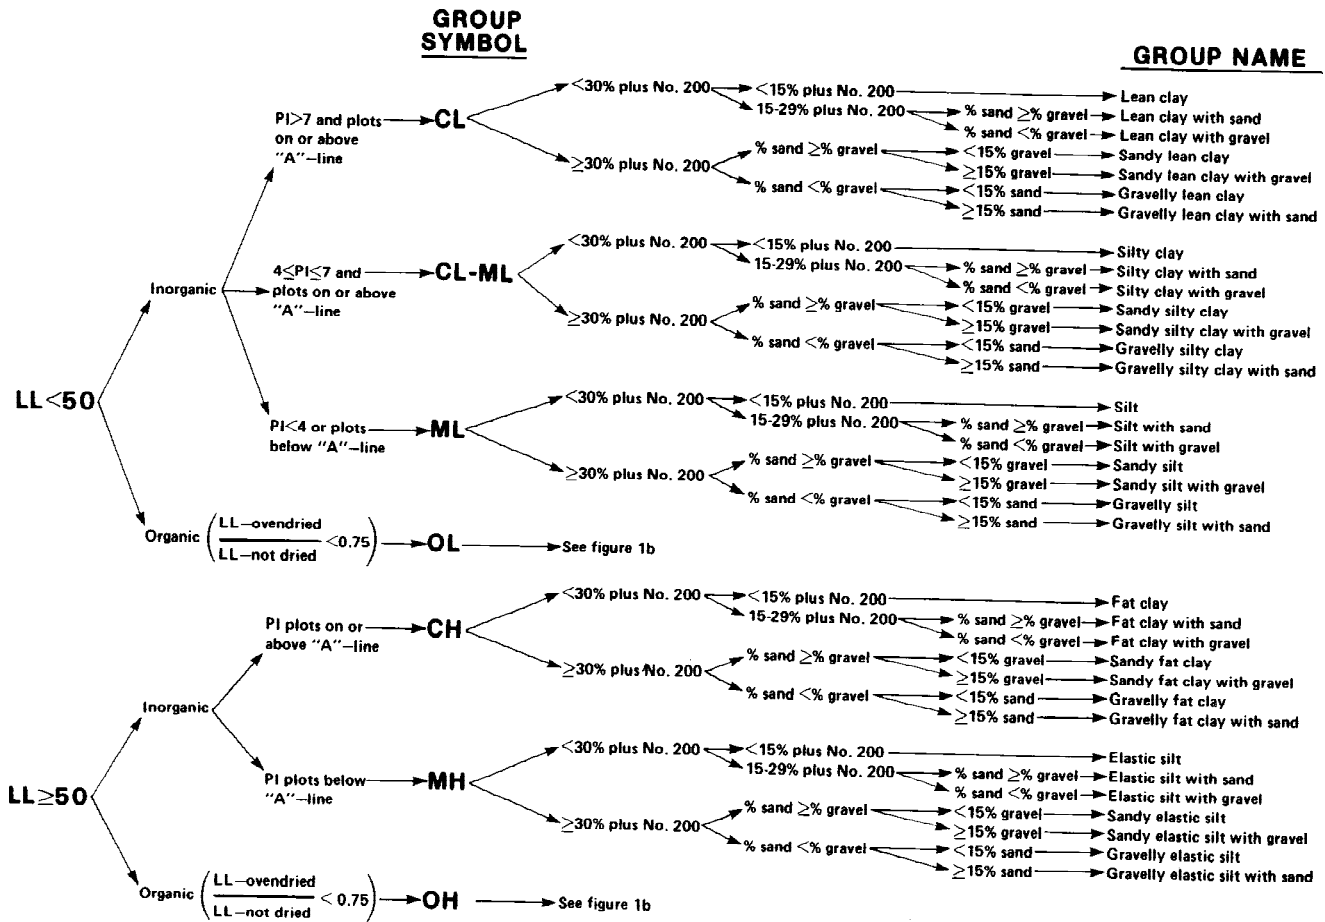 GROUP
SYMBOL
GROUP NAME
LL<50
Inorganic
PI>7 and plots
on or above
"A"–line
CL
<30% plus No. 200
<15% plus No. 200
Lean clay
15-29% plus No. 200
% sand ≥% gravel
Lean clay with sand
% sand <% gravel
Lean clay with gravel
≥30% plus No. 200
% sand ≥% gravel
<15% gravel
Sandy lean clay
≥15% gravel
Sandy lean clay with gravel
% sand <% gravel
<15% sand
Gravelly lean clay
≥15% sand
Gravelly lean clay with sand
4≤PI≤7 and
plots on or above
"A"–line
CL-ML
<30% plus No. 200
<15% plus No. 200
Silty clay
15-29% plus No. 200
% sand ≥% gravel
Silty clay with sand
% sand <% gravel
Silty clay with gravel
≥30% plus No. 200
% sand ≥% gravel
<15% gravel
Sandy silty clay
≥15% gravel
Sandy silty clay with gravel
% sand <% gravel
<15% sand
Gravelly silty clay
≥15% sand
Gravelly silty clay with sand
PI<4 or plots
below "A"–line
ML
<30% plus No. 200
<15% plus No. 200
Silt
15-29% plus No. 200
% sand ≥% gravel
Silt with sand
% sand <% gravel
Silt with gravel
≥30% plus No. 200
% sand ≥% gravel
<15% gravel
Sandy silt
≥15% gravel
Sandy silt with gravel
% sand <% gravel
<15% sand
Gravelly silt
≥15% sand
Gravelly silt with sand
Organic (LL–ovendried / LL–not dried <0.75)
OL
See figure 1b
LL≥50
Inorganic
PI plots on or
above "A"–line
CH
<30% plus No. 200
<15% plus No. 200
Fat clay
15-29% plus No. 200
% sand ≥% gravel
Fat clay with sand
% sand <% gravel
Fat clay with gravel
≥30% plus No. 200
% sand ≥% gravel
<15% gravel
Sandy fat clay
≥15% gravel
Sandy fat clay with gravel
% sand <% gravel
<15% sand
Gravelly fat clay
≥15% sand
Gravelly fat clay with sand
PI plots below
"A"–line
MH
<30% plus No. 200
<15% plus No. 200
Elastic silt
15-29% plus No. 200
% sand ≥% gravel
Elastic silt with sand
% sand <% gravel
Elastic silt with gravel
≥30% plus No. 200
% sand ≥% gravel
<15% gravel
Sandy elastic silt
≥15% gravel
Sandy elastic silt with gravel
% sand <% gravel
<15% sand
Gravelly elastic silt
≥15% sand
Gravelly elastic silt with sand
Organic (LL–ovendried / LL–not dried < 0.75)
OH
See figure 1b